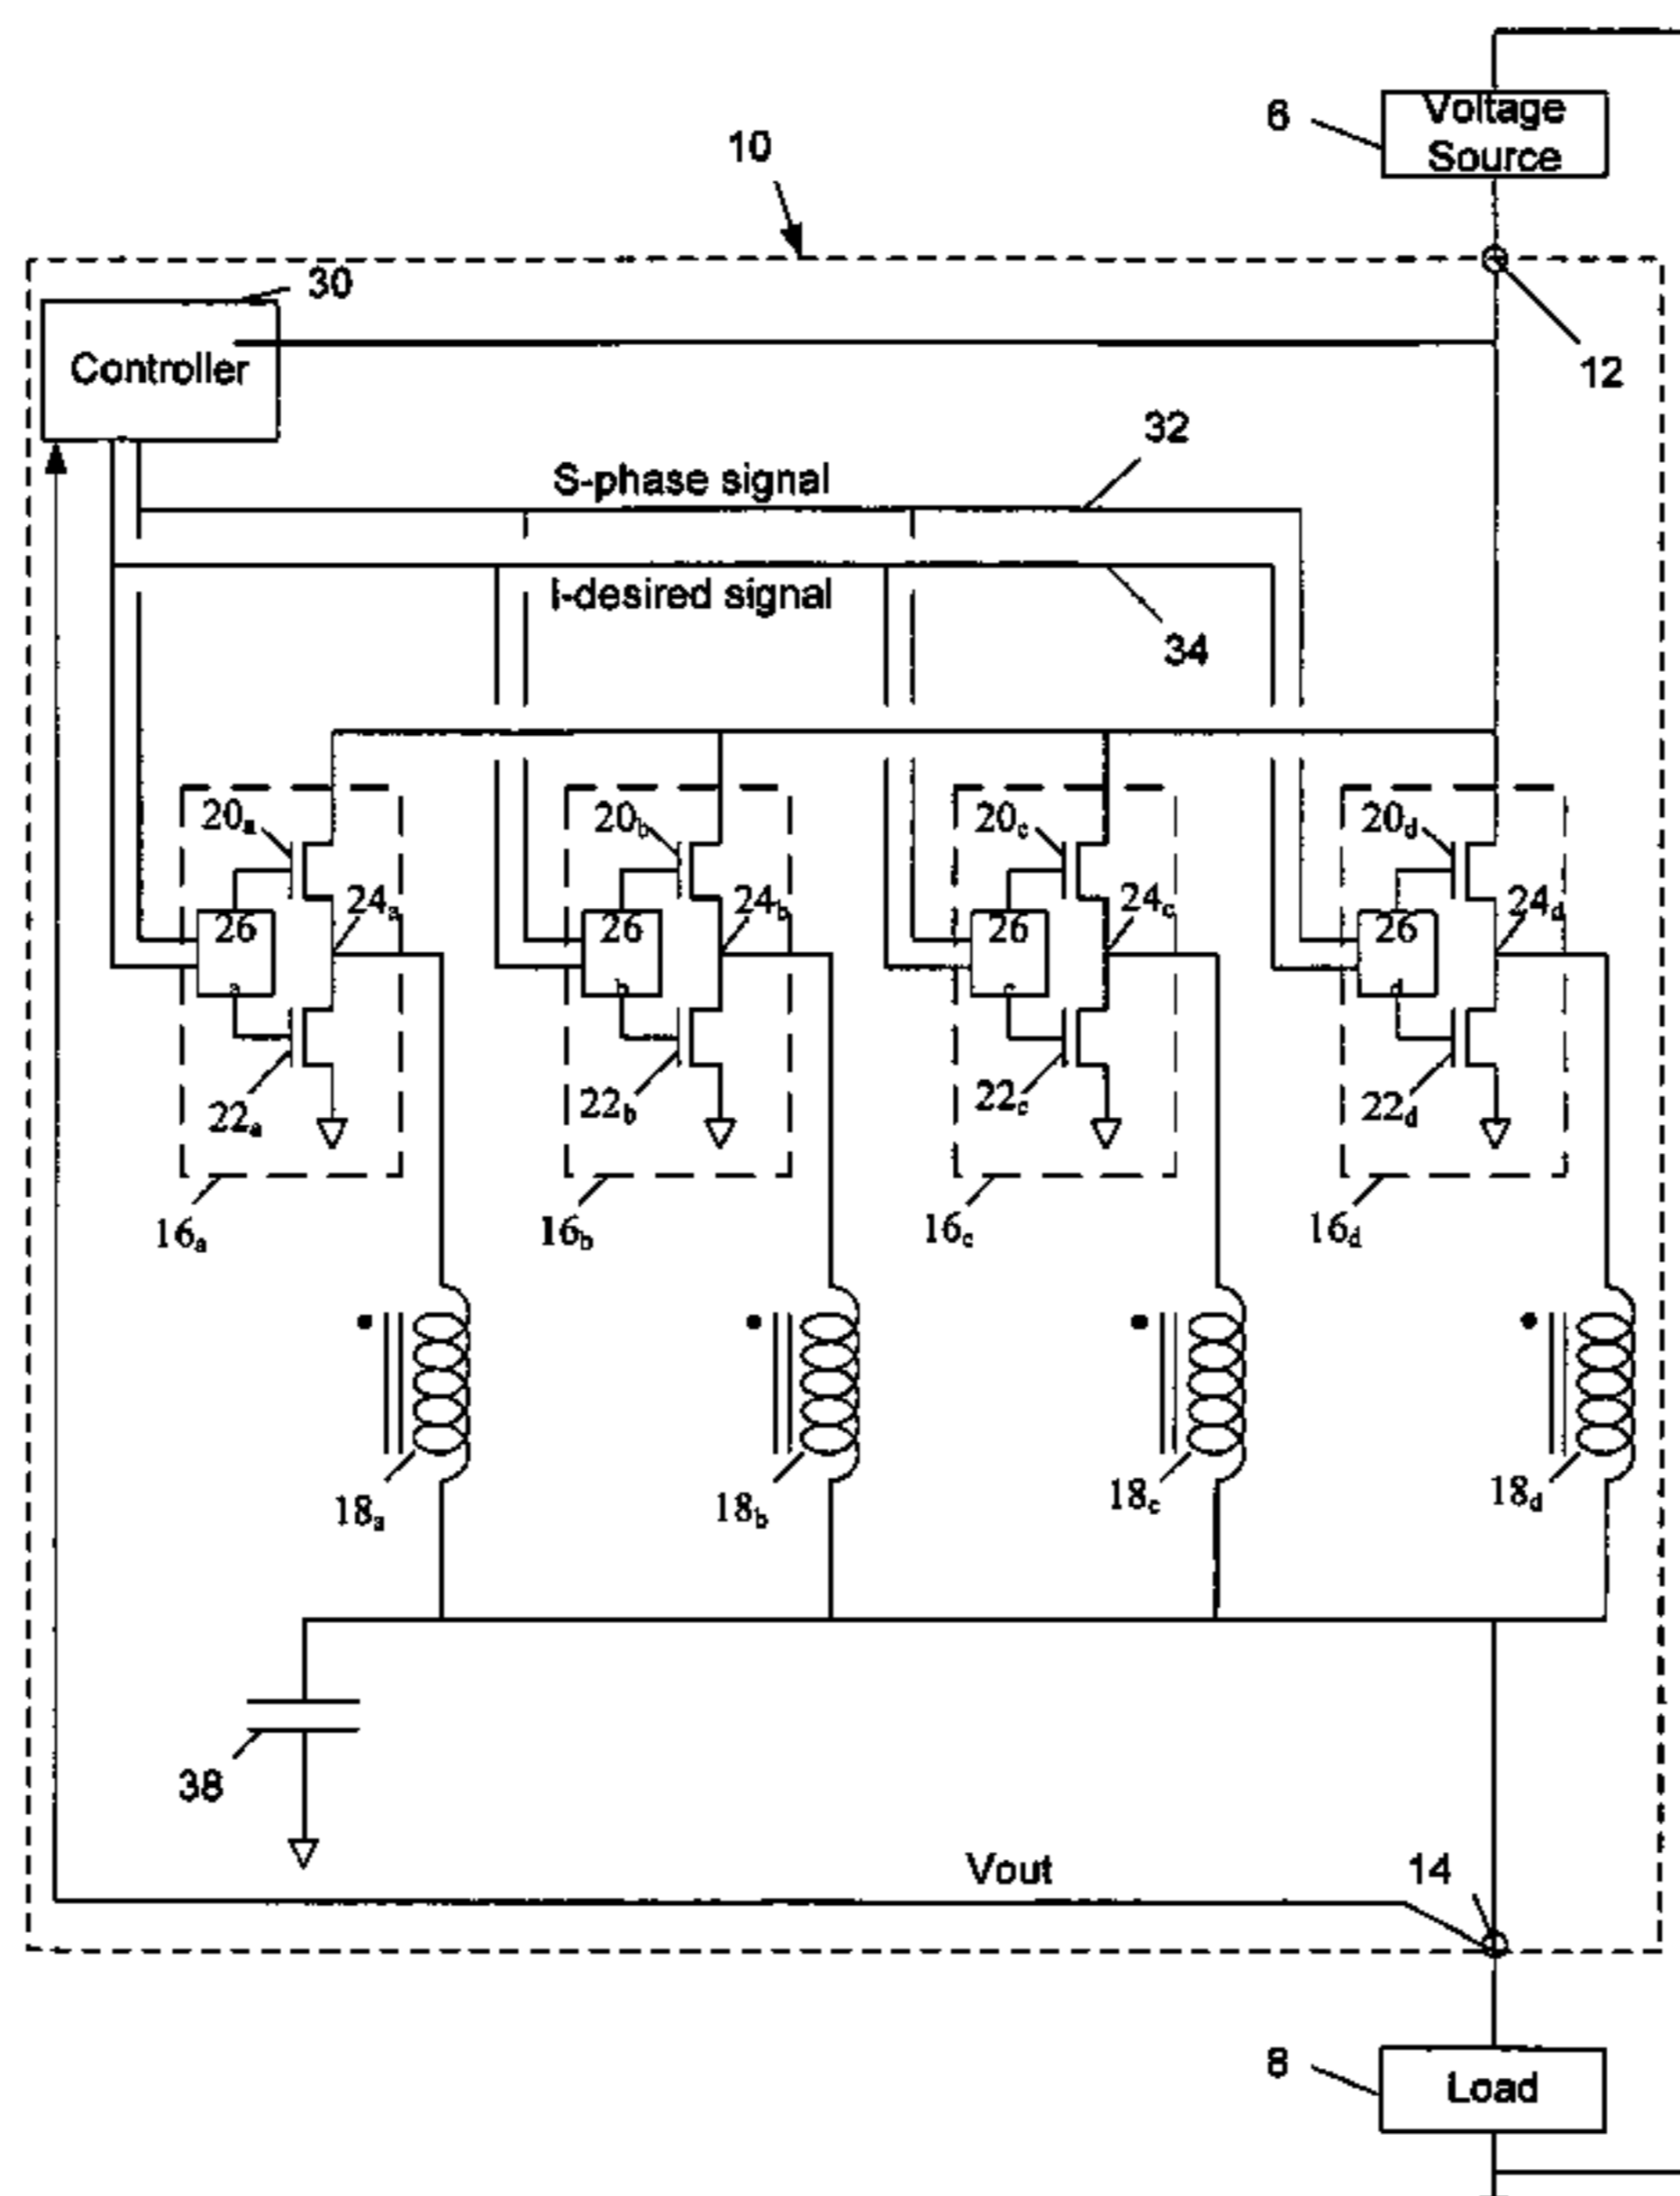 Voltage
Source
6
10
30
Controller
12
32
S-phase signal
I-desired signal
34
20a
20b
20c
20d
24a
24b
24c
24d
26
26
26
26
a
b
c
d
22a
22b
22c
22d
16a
16b
16c
16d
18a
18b
18c
18d
38
Vout
14
8
Load